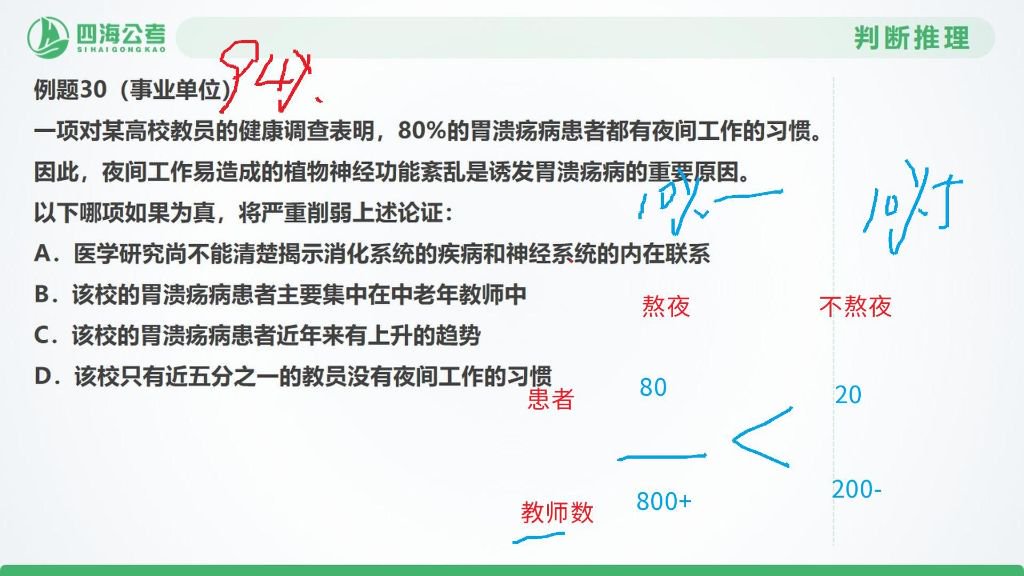 四海公考
SIHAIGONGKAO
判断推理
例题30（事业单位）
94%
一项对某高校教员的健康调查表明，80%的胃溃疡病患者都有夜间工作的习惯。
因此，夜间工作易造成的植物神经功能紊乱是诱发胃溃疡病的重要原因。
10%
10%
以下哪项如果为真，将严重削弱上述论证：
A．医学研究尚不能清楚揭示消化系统的疾病和神经系统的内在联系
B．该校的胃溃疡病患者主要集中在中老年教师中
熬夜 不熬夜
C．该校的胃溃疡病患者近年来有上升的趋势
D．该校只有近五分之一的教员没有夜间工作的习惯
患者 80 20
<
教师数 800+ 200-